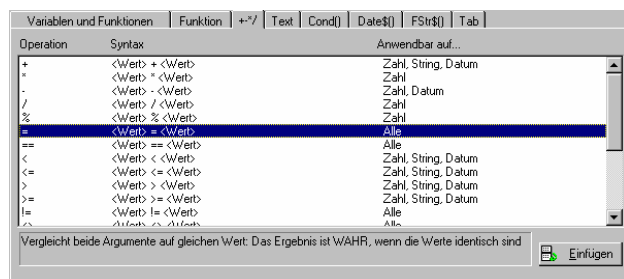 Variablen und Funktionen Funktion +-*/ Text Cond() Date$() FStr$() Tab
Operation Syntax Anwendbar auf...
+ <Wert> + <Wert> Zahl, String, Datum
* <Wert> * <Wert> Zahl
- <Wert> - <Wert> Zahl, Datum
/ <Wert> / <Wert> Zahl
% <Wert> % <Wert> Zahl
= <Wert> = <Wert> Alle
== <Wert> == <Wert> Alle
< <Wert> < <Wert> Zahl, String, Datum
<= <Wert> <= <Wert> Zahl, String, Datum
> <Wert> > <Wert> Zahl, String, Datum
>= <Wert> >= <Wert> Zahl, String, Datum
!= <Wert> != <Wert> Alle
<> <Wert> <> <Wert> Alle
Vergleicht beide Argumente auf gleichen Wert: Das Ergebnis ist WAHR, wenn die Werte identisch sind
Einfügen